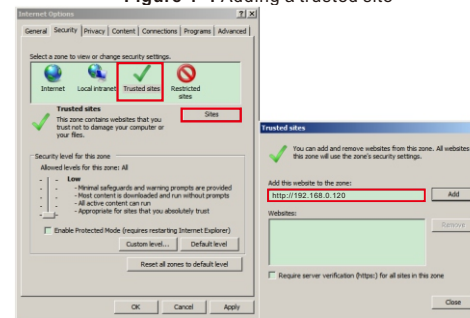 Adding a trusted site
Internet Options
General Security Privacy Content Connections Programs Advanced
Select a zone to view or change security settings.
Internet Local intranet Trusted sites Restricted sites
Trusted sites
Sites
This zone contains websites that you
trust not to damage your computer or
your files.
Security level for this zone
Allowed levels for this zone: All
Low
- Minimal safeguards and warning prompts are provided
- Most content is downloaded and run without prompts
- All active content can run
- Appropriate for sites that you absolutely trust
Enable Protected Mode (requires restarting Internet Explorer)
Custom level... Default level
Reset all zones to default level
OK Cancel Apply
Trusted sites
You can add and remove websites from this zone. All websites
this zone will use the zone's security settings.
Add this website to the zone:
http://192.168.0.120 Add
Websites:
Remove
Require server verification (https:) for all sites in this zone
Close